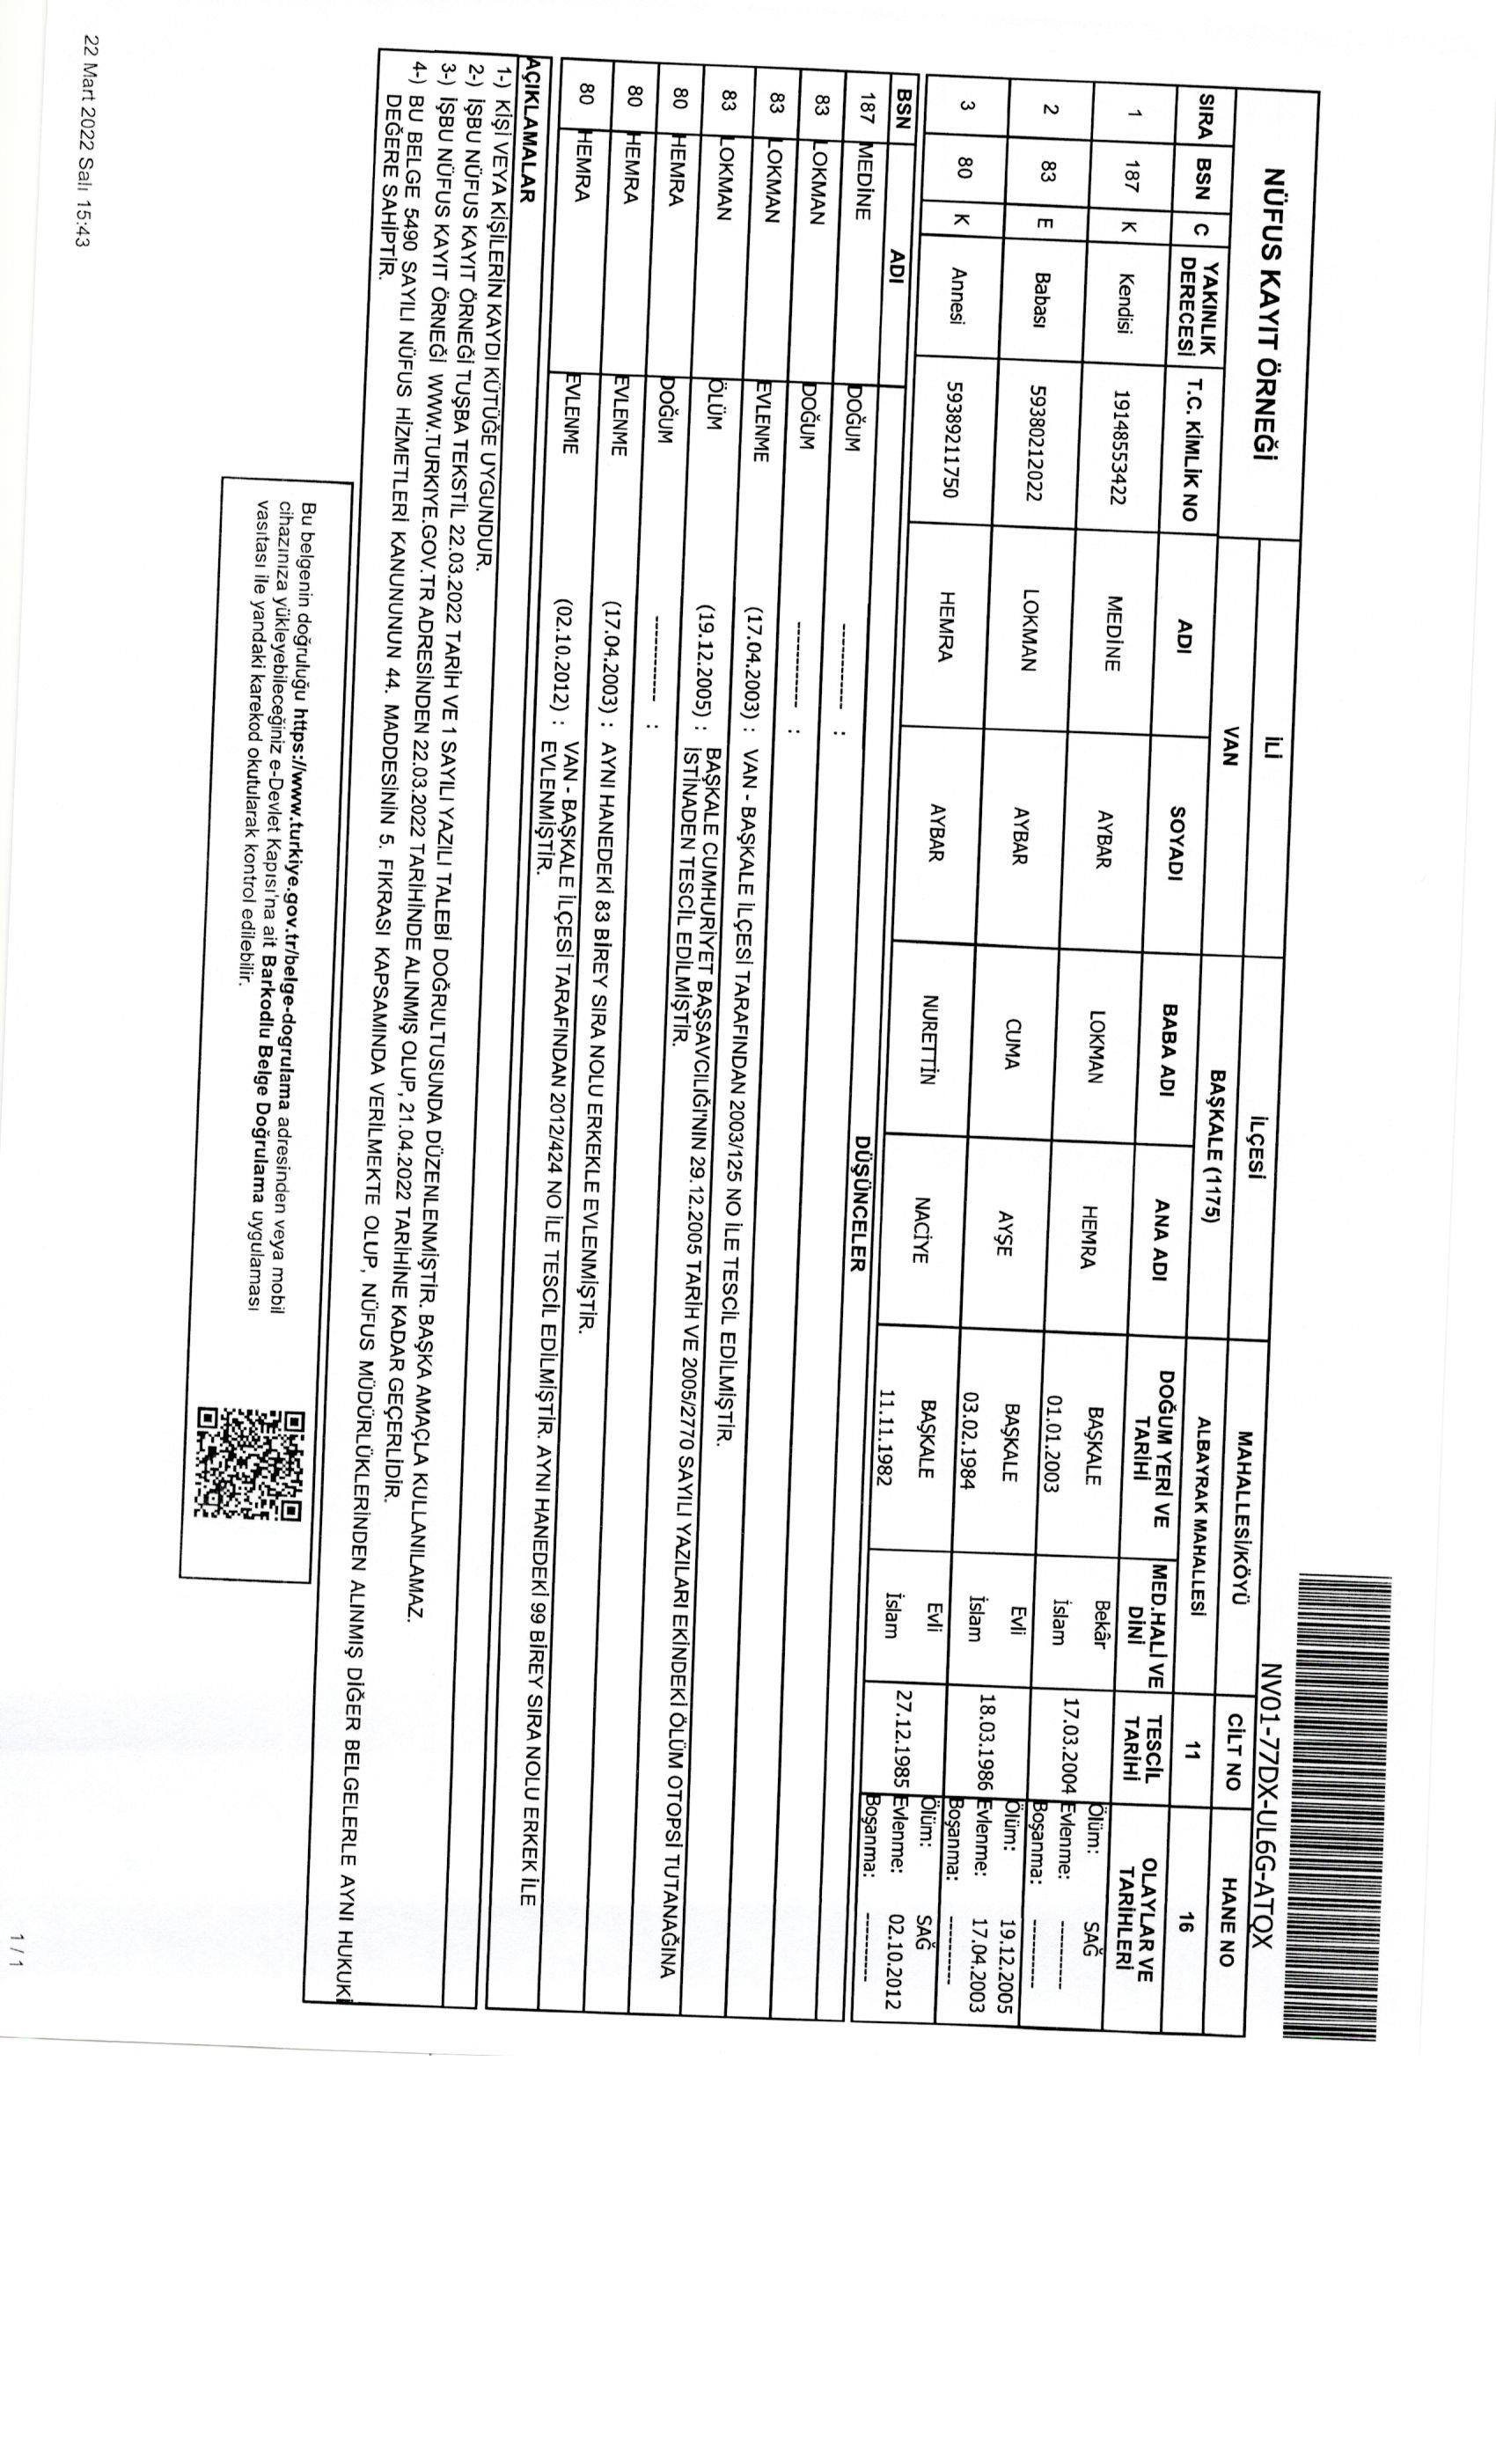 NV01-77DX-UL6G-ATQX
NÜFUS KAYIT ÖRNEĞİ
İLİ İLÇESİ MAHALLESİ/KÖYÜ CİLT NO HANE NO
VAN BAŞKALE (1175) ALBAYRAK MAHALLESİ 11 16
SIRA BSN C YAKINLIK DERECESİ T.C. KİMLİK NO ADI SOYADI BABA ADI ANA ADI DOĞUM YERİ VE TARİHİ MED.HALİ VE DİNİ TESCİL TARİHİ OLAYLAR VE TARİHLERİ
1 187 K Kendisi 19148553422 MEDİNE AYBAR LOKMAN HEMRA BAŞKALE 01.01.2003 Bekâr İslam 17.03.2004 Ölüm: SAĞ Evlenme: ---------- Boşanma: ----------
2 83 E Babası 59380212022 LOKMAN AYBAR CUMA AYŞE BAŞKALE 03.02.1984 Evli İslam 18.03.1986 Ölüm: 19.12.2005 Evlenme: 17.04.2003 Boşanma: ----------
3 80 K Annesi 59389211750 HEMRA AYBAR NURETTİN NACİYE BAŞKALE 11.11.1982 Evli İslam 27.12.1985 Ölüm: SAĞ Evlenme: 02.10.2012 Boşanma: ----------
BSN ADI DÜŞÜNCELER
187 MEDİNE DOĞUM ----------- :
83 LOKMAN DOĞUM ----------- :
83 LOKMAN EVLENME (17.04.2003) : VAN - BAŞKALE İLÇESİ TARAFINDAN 2003/125 NO İLE TESCİL EDİLMİŞTİR.
83 LOKMAN ÖLÜM (19.12.2005) : BAŞKALE CUMHURİYET BAŞSAVCILIĞI'NIN 29.12.2005 TARİH VE 2005/2770 SAYILI YAZILARI EKİNDEKİ ÖLÜM OTOPSİ TUTANAĞINA
İSTİNADEN TESCİL EDİLMİŞTİR.
80 HEMRA DOĞUM ----------- :
80 HEMRA EVLENME (17.04.2003) : AYNI HANEDEKİ 83 BİREY SIRA NOLU ERKEKLE EVLENMİŞTİR.
80 HEMRA EVLENME (02.10.2012) : VAN - BAŞKALE İLÇESİ TARAFINDAN 2012/424 NO İLE TESCİL EDİLMİŞTİR. AYNI HANEDEKİ 99 BİREY SIRA NOLU ERKEK İLE
EVLENMİŞTİR.
AÇIKLAMALAR
1-) KİŞİ VEYA KİŞİLERİN KAYDI KÜTÜĞE UYGUNDUR.
2-) İŞBU NÜFUS KAYIT ÖRNEĞİ TUŞBA TEKSTİL 22.03.2022 TARİH VE 1 SAYILI YAZILI TALEBİ DOĞRULTUSUNDA DÜZENLENMİŞTİR. BAŞKA AMAÇLA KULLANILAMAZ.
3-) İŞBU NÜFUS KAYIT ÖRNEĞİ WWW.TURKIYE.GOV.TR ADRESİNDEN 22.03.2022 TARİHİNDE ALINMIŞ OLUP, 21.04.2022 TARİHİNE KADAR GEÇERLİDİR.
4-) BU BELGE 5490 SAYILI NÜFUS HİZMETLERİ KANUNUNUN 44. MADDESİNİN 5. FIKRASI KAPSAMINDA VERİLMEKTE OLUP, NÜFUS MÜDÜRLÜKLERİNDEN ALINMIŞ DİĞER BELGELERLE AYNI HUKUKİ
DEĞERE SAHİPTİR.
Bu belgenin doğruluğu https://www.turkiye.gov.tr/belge-dogrulama adresinden veya mobil
cihazınıza yükleyebileceğiniz e-Devlet Kapısı'na ait Barkodlu Belge Doğrulama uygulaması
vasıtası ile yandaki karekod okutularak kontrol edilebilir.
22 Mart 2022 Salı 15:43
1 / 1